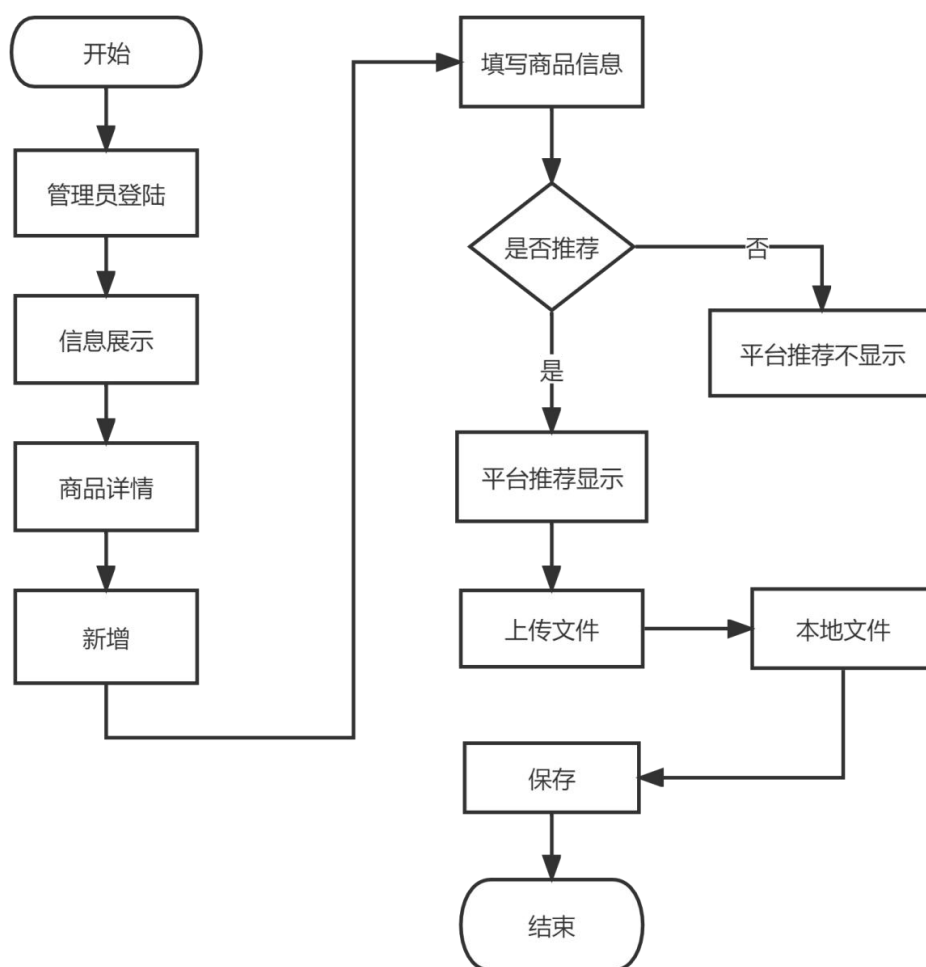 开始
管理员登陆
信息展示
商品详情
新增
填写商品信息
是否推荐
否
平台推荐不显示
是
平台推荐显示
上传文件
本地文件
保存
结束